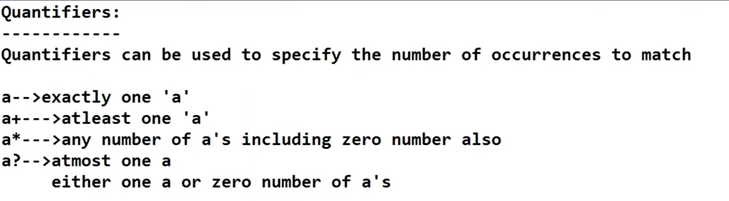 Quantifiers:
------------
Quantifiers can be used to specify the number of occurrences to match
a-->exactly one 'a'
a+--->atleast one 'a'
a*--->any number of a's including zero number also
a?-->atmost one a
either one a or zero number of a's